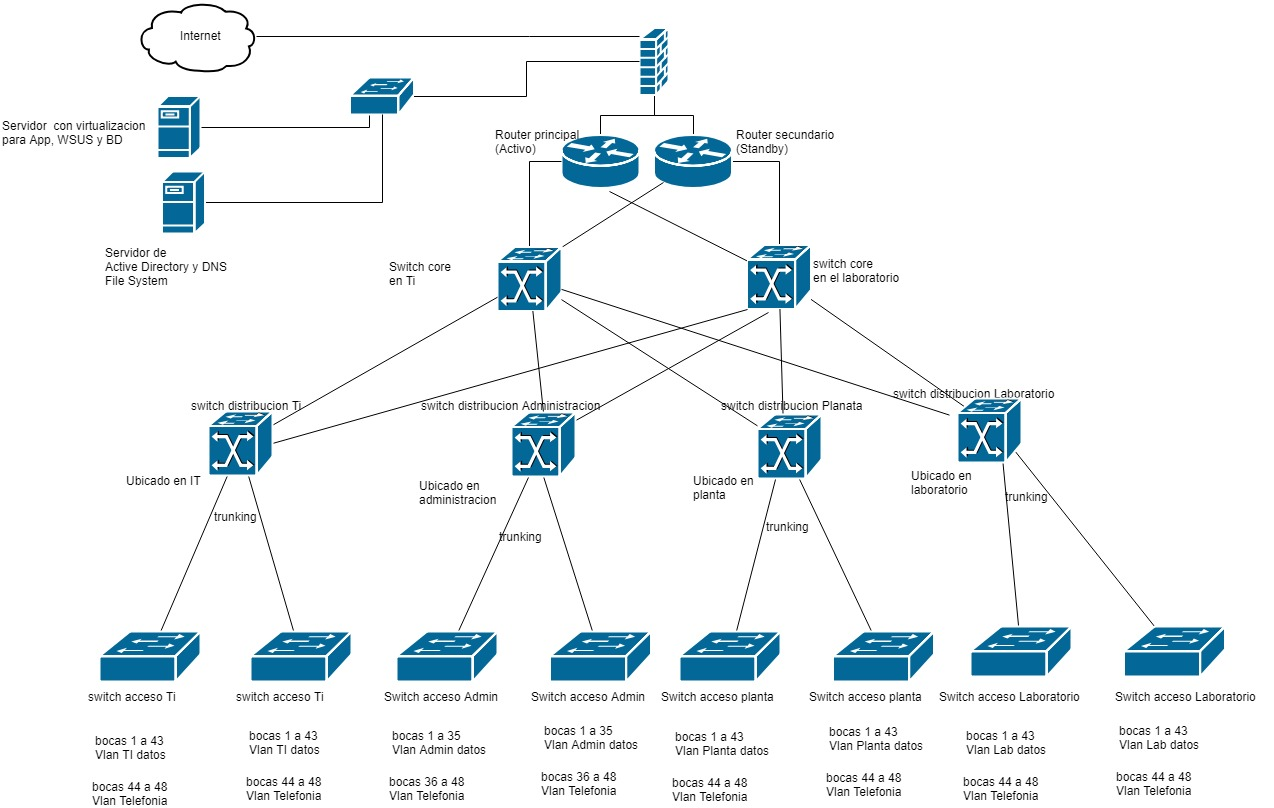 Internet
Servidor con virtualizacion
para App, WSUS y BD
Servidor de
Active Directory y DNS
File System
Router principal
(Activo)
Router secundario
(Standby)
Switch core
en Ti
switch core
en el laboratorio
switch distribucion Ti
switch distribucion Administracion
switch distribucion Planata
switch distribucion Laboratorio
Ubicado en IT
Ubicado en
administracion
Ubicado en
planta
Ubicado en
laboratorio
trunking
trunking
trunking
trunking
switch acceso Ti
switch acceso Ti
Switch acceso Admin
Switch acceso Admin
Switch acceso planta
Switch acceso planta
Switch acceso Laboratorio
Switch acceso Laboratorio
bocas 1 a 43
Vlan TI datos
bocas 1 a 43
Vlan TI datos
bocas 1 a 35
Vlan Admin datos
bocas 1 a 35
Vlan Admin datos
bocas 1 a 43
Vlan Planta datos
bocas 1 a 43
Vlan Planta datos
bocas 1 a 43
Vlan Lab datos
bocas 1 a 43
Vlan Lab datos
bocas 44 a 48
Vlan Telefonia
bocas 44 a 48
Vlan Telefonia
bocas 36 a 48
Vlan Telefonia
bocas 36 a 48
Vlan Telefonia
bocas 44 a 48
Vlan Telefonia
bocas 44 a 48
Vlan Telefonia
bocas 44 a 48
Vlan Telefonia
bocas 44 a 48
Vlan Telefonia